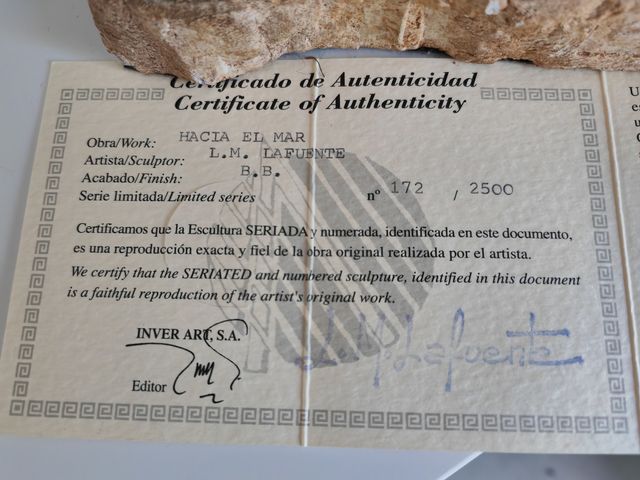 Certificado de Autenticidad
Certificate of Authenticity
Obra/Work: HACIA EL MAR
Artista/Sculptor: L.M. LAFUENTE
Acabado/Finish: B.B.
Serie limitada/Limited series nº 172 / 2500
Certificamos que la Escultura SERIADA y numerada, identificada en este documento,
es una reproducción exacta y fiel de la obra original realizada por el artista.
We certify that the SERIATED and numbered sculpture, identified in this document
is a faithful reproduction of the artist's original work.
INVER ART, S.A.
Editor
L.M. Lafuente